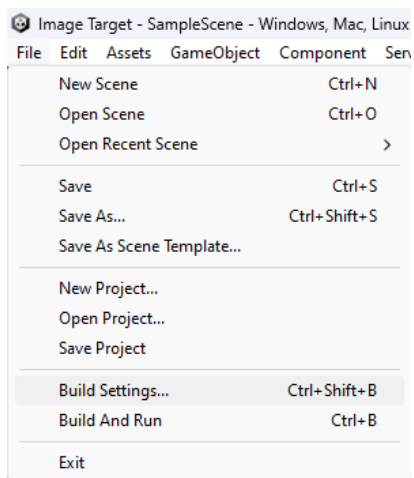 Image Target - SampleScene - Windows, Mac, Linux
File Edit Assets GameObject Component Serv
New Scene Ctrl+N
Open Scene Ctrl+O
Open Recent Scene >
Save Ctrl+S
Save As... Ctrl+Shift+S
Save As Scene Template...
New Project...
Open Project...
Save Project
Build Settings... Ctrl+Shift+B
Build And Run Ctrl+B
Exit